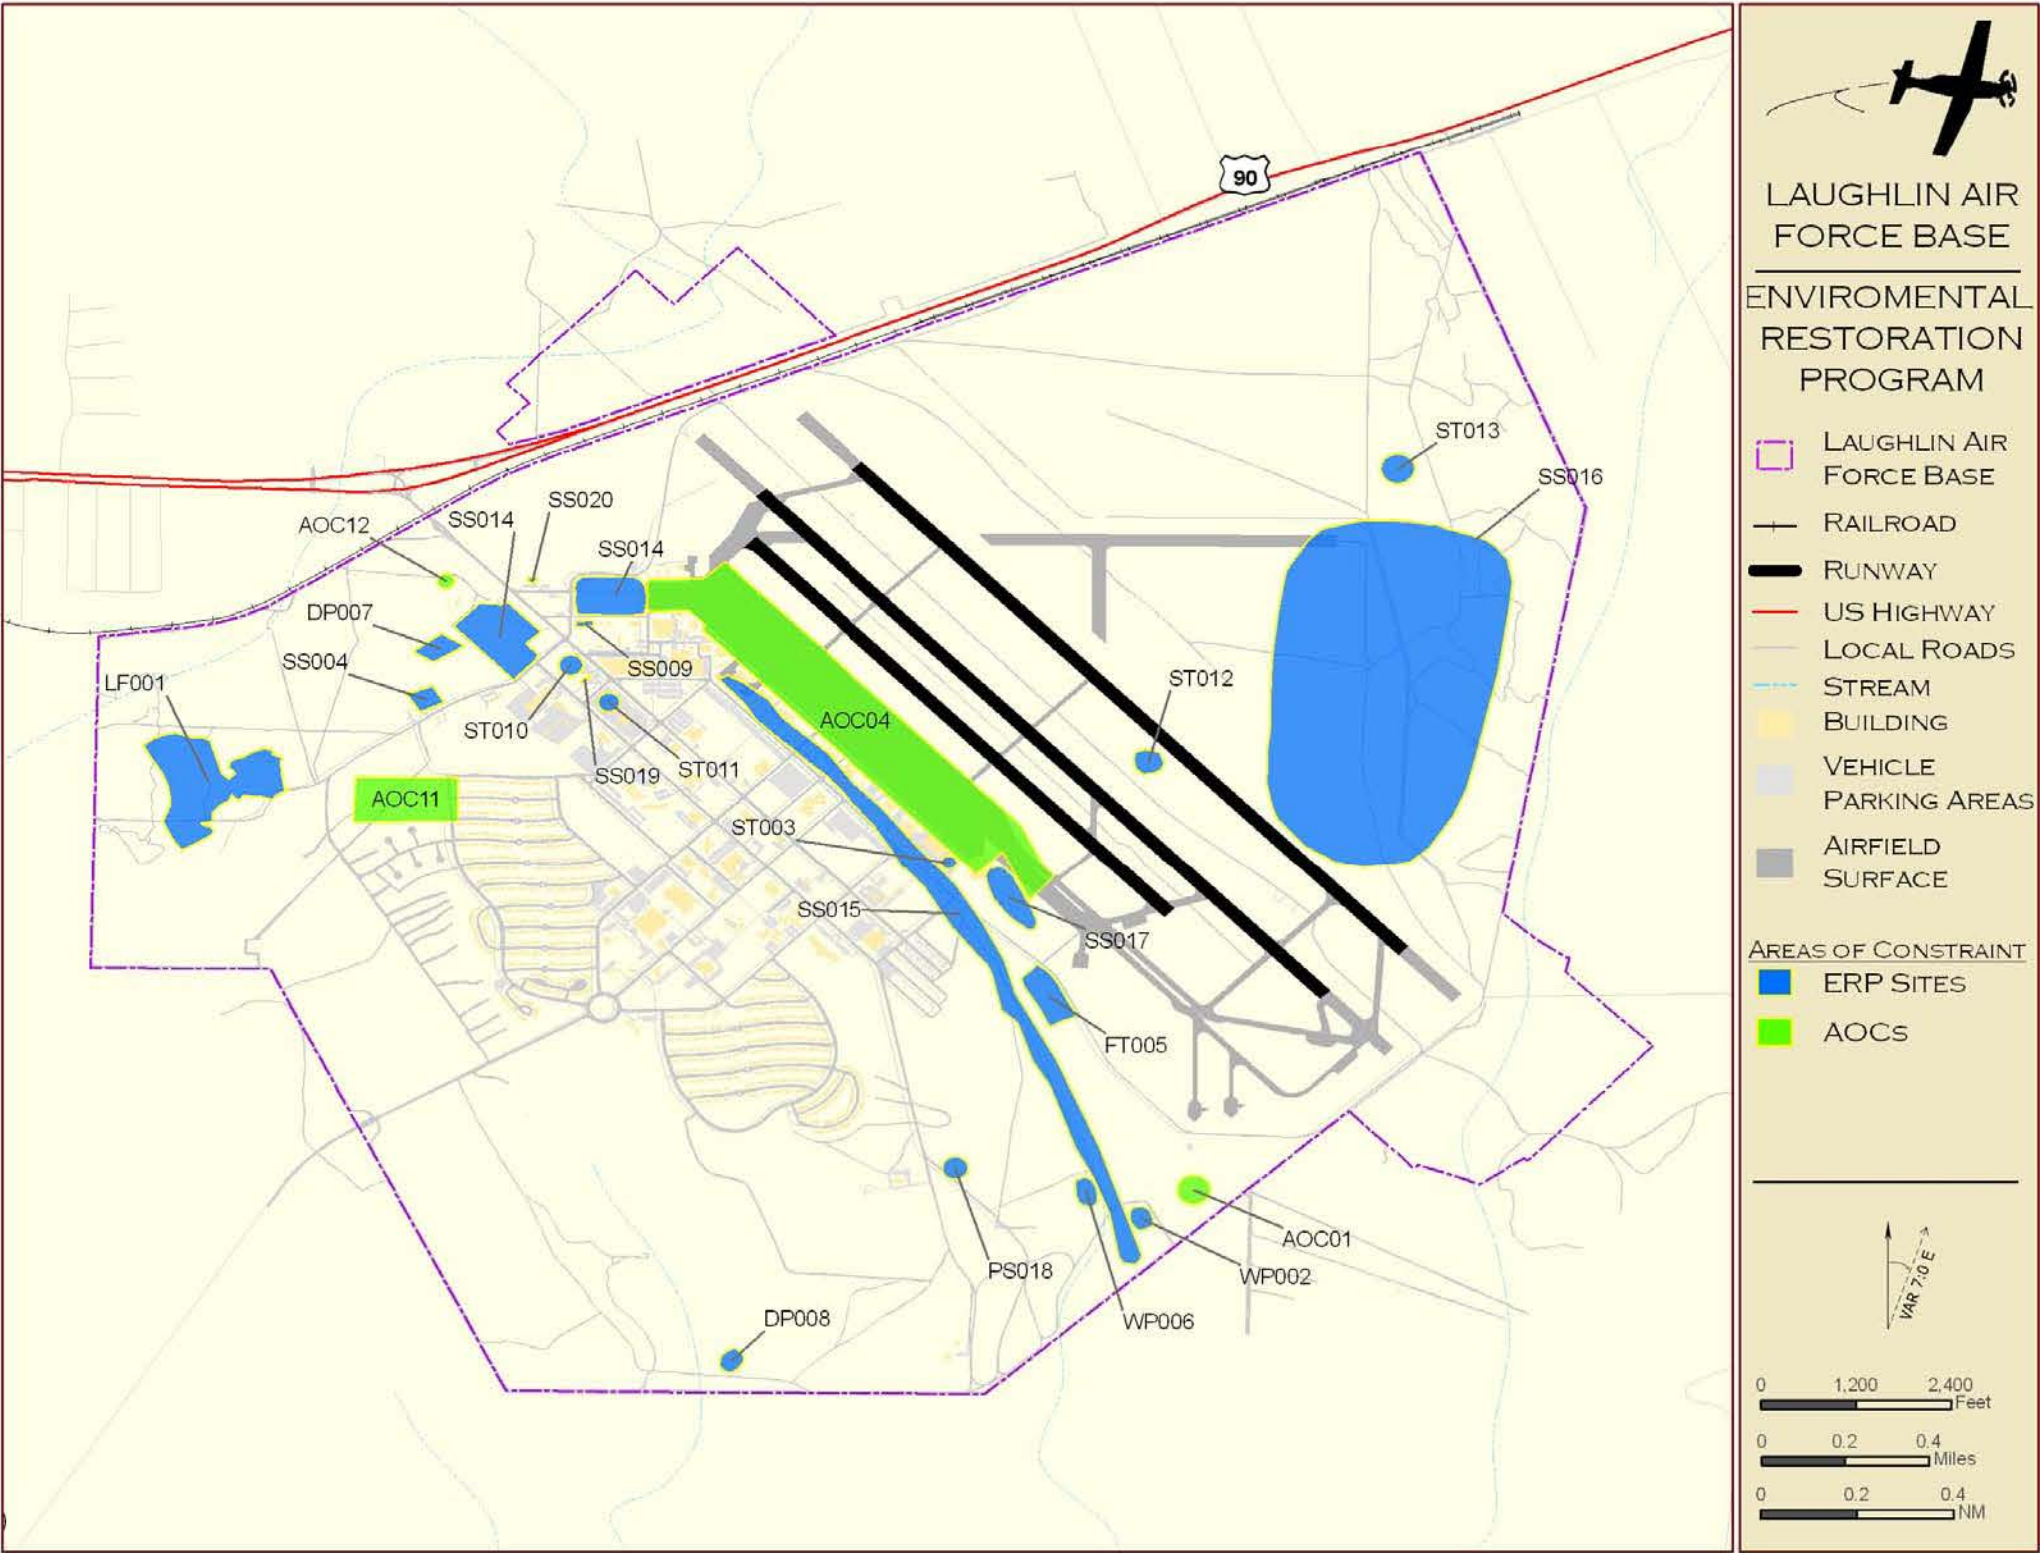 90
ST013
SS016
SS020
AOC12
SS014
SS014
DP007
SS004
SS009
LF001
ST012
AOC04
ST010
SS019
ST011
AOC11
ST003
SS015
SS017
FT005
AOC01
PS018
WP002
WP006
DP008
LAUGHLIN AIR
FORCE BASE
ENVIROMENTAL
RESTORATION
PROGRAM
LAUGHLIN AIR
FORCE BASE
RAILROAD
RUNWAY
US HIGHWAY
LOCAL ROADS
STREAM
BUILDING
VEHICLE
PARKING AREAS
AIRFIELD
SURFACE
AREAS OF CONSTRAINT
ERP SITES
AOCS
VAR 7:0 E
0 1,200 2,400
Feet
0 0.2 0.4
Miles
0 0.2 0.4
NM